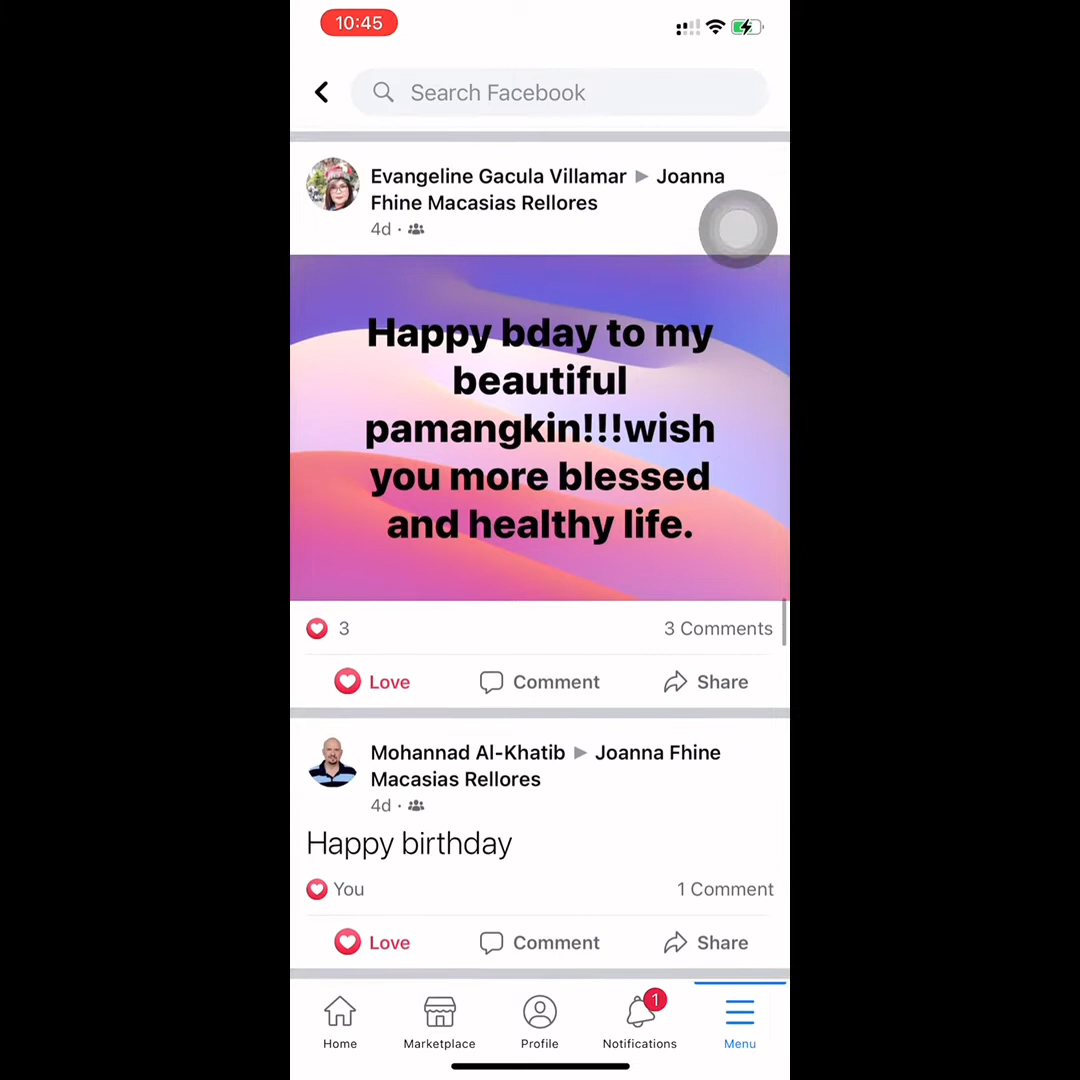 10:45
Search Facebook
Evangeline Gacula Villamar ▶ Joanna
Fhine Macasias Rellores
4d ·
Happy bday to my
beautiful
pamangkin!!!wish
you more blessed
and healthy life.
3
3 Comments
Love
Comment
Share
Mohannad Al-Khatib ▶ Joanna Fhine
Macasias Rellores
4d ·
Happy birthday
You
1 Comment
Love
Comment
Share
1
Home
Marketplace
Profile
Notifications
Menu